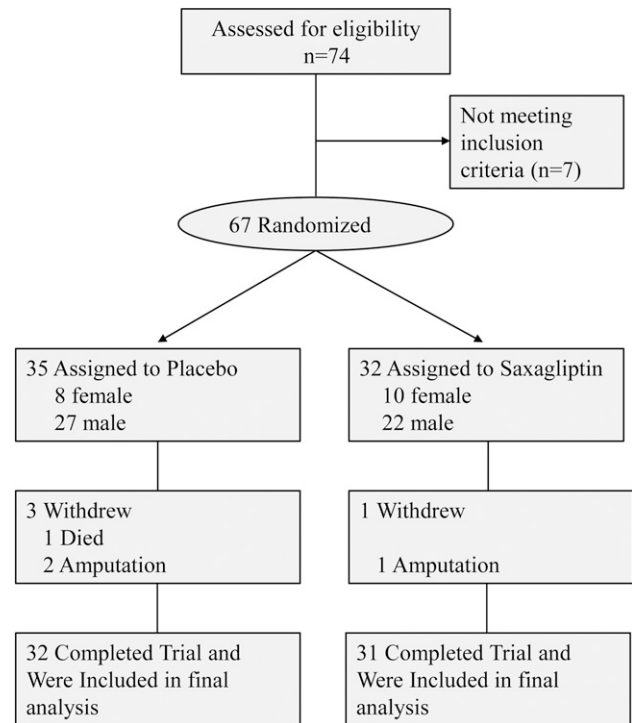 Assessed for eligibility
n=74
Not meeting
inclusion
criteria (n=7)
67 Randomized
35 Assigned to Placebo
8 female
27 male
32 Assigned to Saxagliptin
10 female
22 male
3 Withdrew
1 Died
2 Amputation
1 Withdrew
1 Amputation
32 Completed Trial and
Were Included in final
analysis
31 Completed Trial and
Were Included in final
analysis